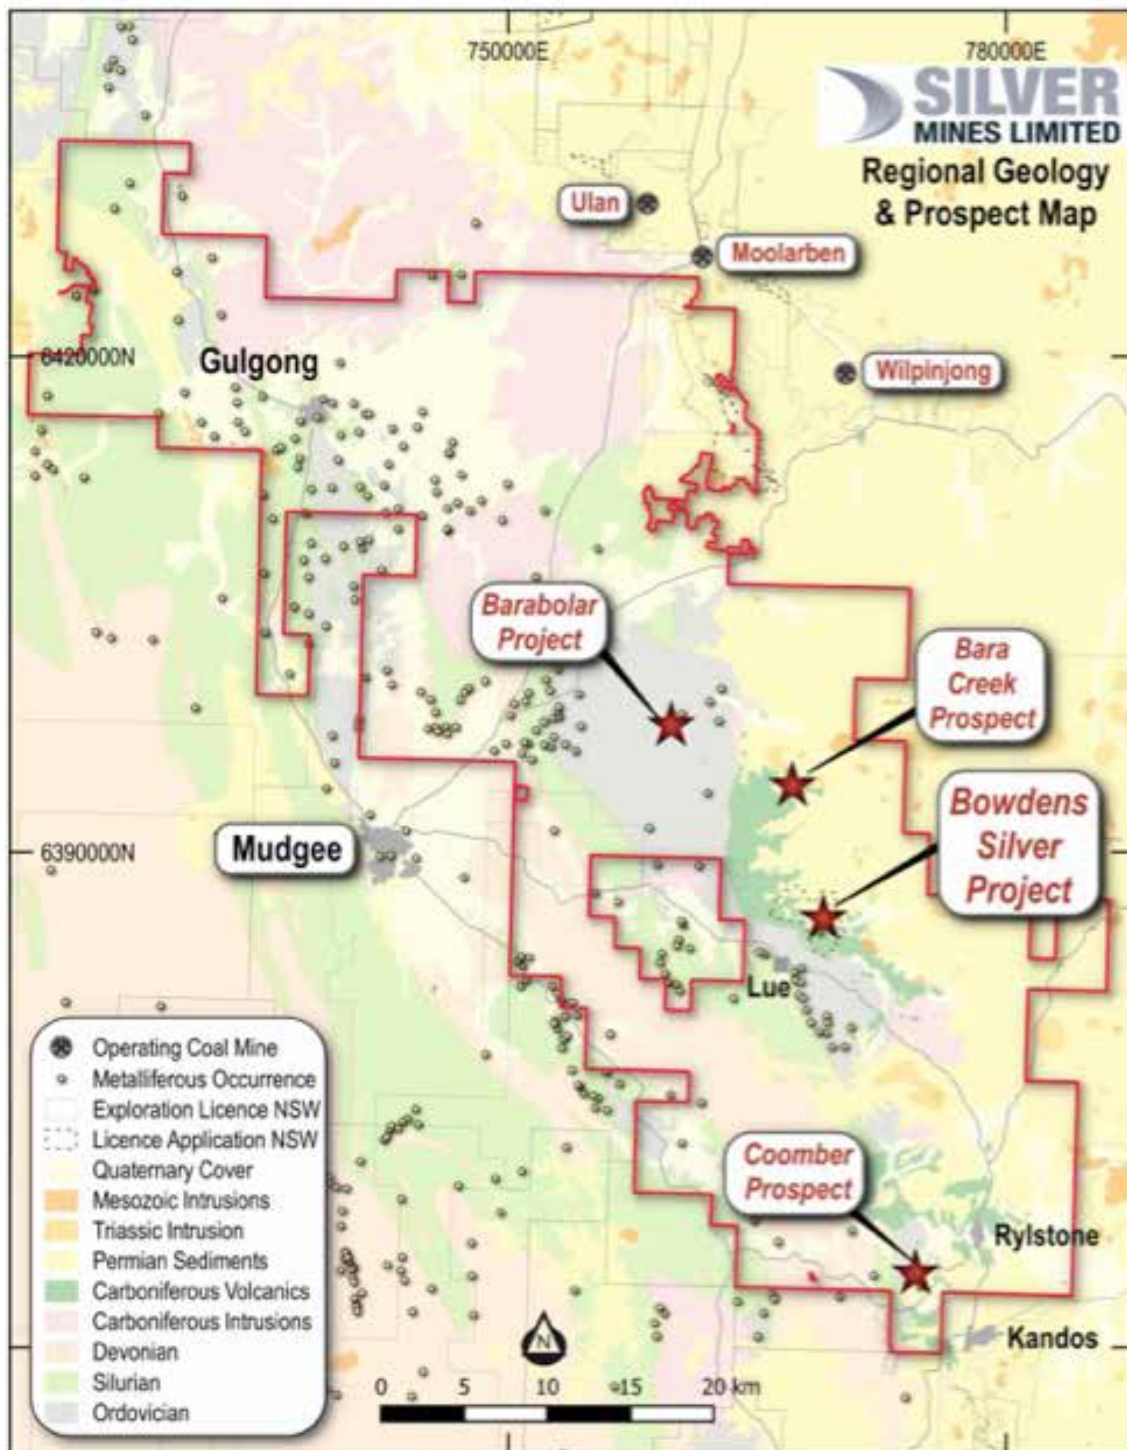 750000E
780000E
SILVER
MINES LIMITED
Regional Geology
& Prospect Map
Ulan
Moolarben
6420000N
Gulgong
Wilpinjong
Barabolar
Project
Bara
Creek
Prospect
Bowdens
Silver
Project
Mudgee
6390000N
Lue
Operating Coal Mine
Metalliferous Occurrence
Exploration Licence NSW
Licence Application NSW
Quaternary Cover
Mesozoic Intrusions
Triassic Intrusion
Permian Sediments
Carboniferous Volcanics
Carboniferous Intrusions
Devonian
Silurian
Ordovician
Coomber
Prospect
Rylstone
Kandos
N
0 5 10 15 20 km